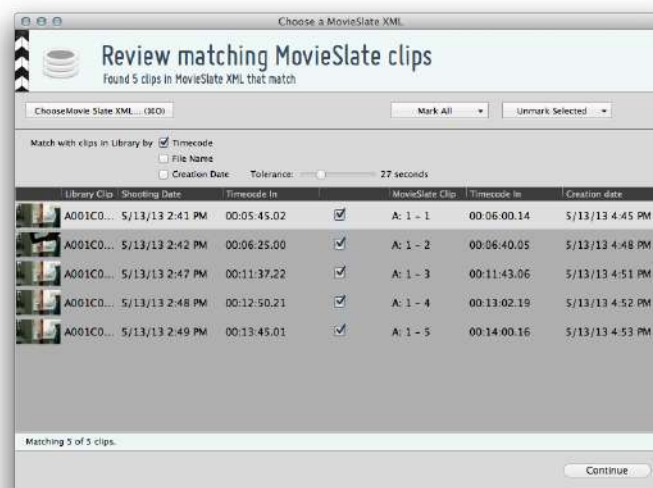 Choose a MovieSlate XML
Review matching MovieSlate clips
Found 5 clips in MovieSlate XML that match
ChooseMovie Slate XML... (⌘O) Mark All Unmark Selected
Match with clips in Library by Timecode
File Name
Creation Date Tolerance: 27 seconds
Library Clip Shooting Date Timecode In MovieSlate Clip Timecode In Creation date
A001C0... 5/13/13 2:41 PM 00:05:45.02 A: 1 - 1 00:06:00.14 5/13/13 4:45 PM
A001C0... 5/13/13 2:42 PM 00:06:25.00 A: 1 - 2 00:06:40.05 5/13/13 4:48 PM
A001C0... 5/13/13 2:47 PM 00:11:37.22 A: 1 - 3 00:11:43.06 5/13/13 4:51 PM
A001C0... 5/13/13 2:48 PM 00:12:50.21 A: 1 - 4 00:13:02.19 5/13/13 4:52 PM
A001C0... 5/13/13 2:49 PM 00:13:45.01 A: 1 - 5 00:14:00.16 5/13/13 4:53 PM
Matching 5 of 5 clips.
Continue